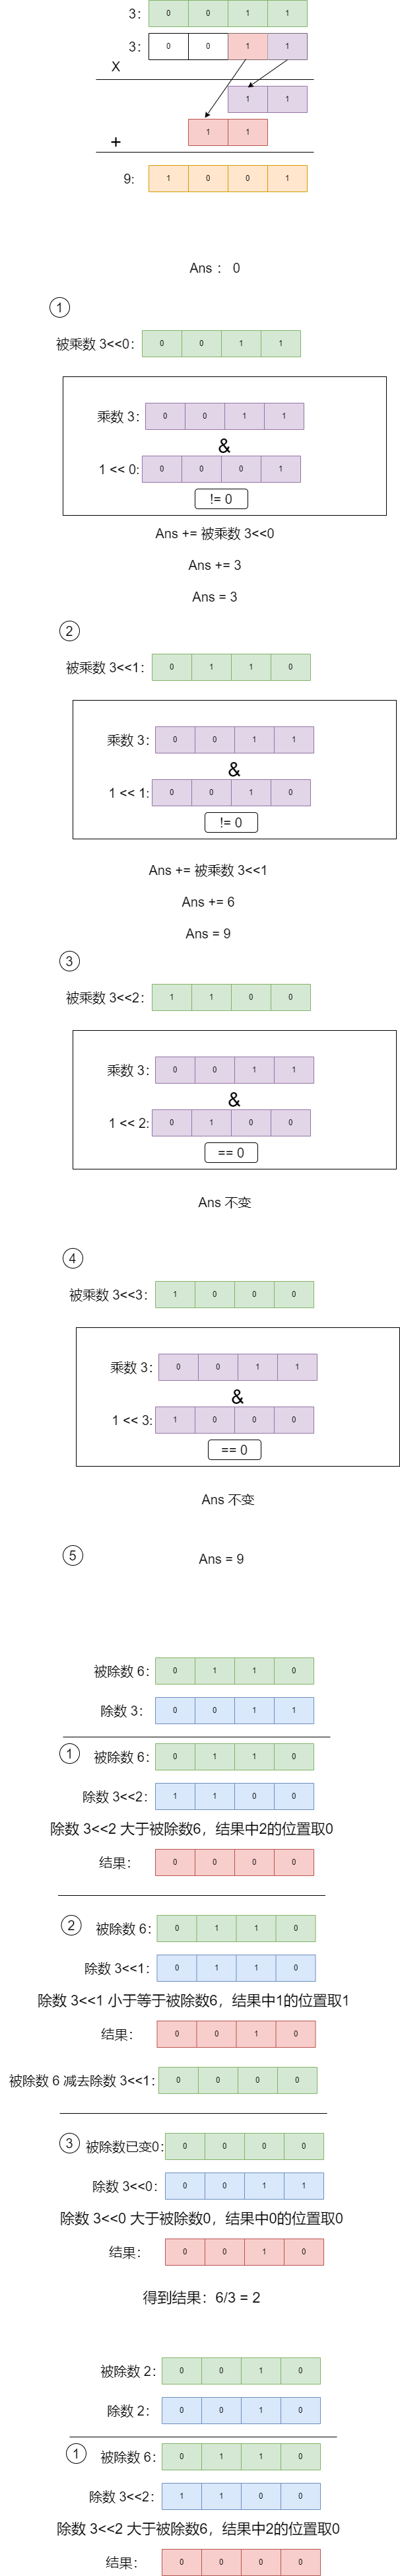 3: 0 0 1 1
3: 0 0 1 1
X
1 1
1 1
+
9: 1 0 0 1
Ans : 0
1
被乘数 3<<0: 0 0 1 1
乘数 3: 0 0 1 1
&
1 << 0: 0 0 0 1
!= 0
Ans += 被乘数 3<<0
Ans += 3
Ans = 3
2
被乘数 3<<1: 0 1 1 0
乘数 3: 0 0 1 1
&
1 << 1: 0 0 1 0
!= 0
Ans += 被乘数 3<<1
Ans += 6
Ans = 9
3
被乘数 3<<2: 1 1 0 0
乘数 3: 0 0 1 1
&
1 << 2: 0 1 0 0
== 0
Ans 不变
4
被乘数 3<<3: 1 0 0 0
乘数 3: 0 0 1 1
&
1 << 3: 1 0 0 0
== 0
Ans 不变
5
Ans = 9
被除数 6: 0 1 1 0
除数 3: 0 0 1 1
1 被除数 6: 0 1 1 0
除数 3<<2: 1 1 0 0
除数 3<<2 大于被除数6，结果中2的位置取0
结果: 0 0 0 0
2 被除数 6: 0 1 1 0
除数 3<<1: 0 1 1 0
除数 3<<1 小于等于被除数6，结果中1的位置取1
结果: 0 0 1 0
被除数 6 减去除数 3<<1: 0 0 0 0
3 被除数已变0: 0 0 0 0
除数 3<<0: 0 0 1 1
除数 3<<0 大于被除数0，结果中0的位置取0
结果: 0 0 1 0
得到结果：6/3 = 2
被除数 2: 0 0 1 0
除数 2: 0 0 1 0
1 被除数 6: 0 1 1 0
除数 3<<2: 1 1 0 0
除数 3<<2 大于被除数6，结果中2的位置取0
结果: 0 0 0 0